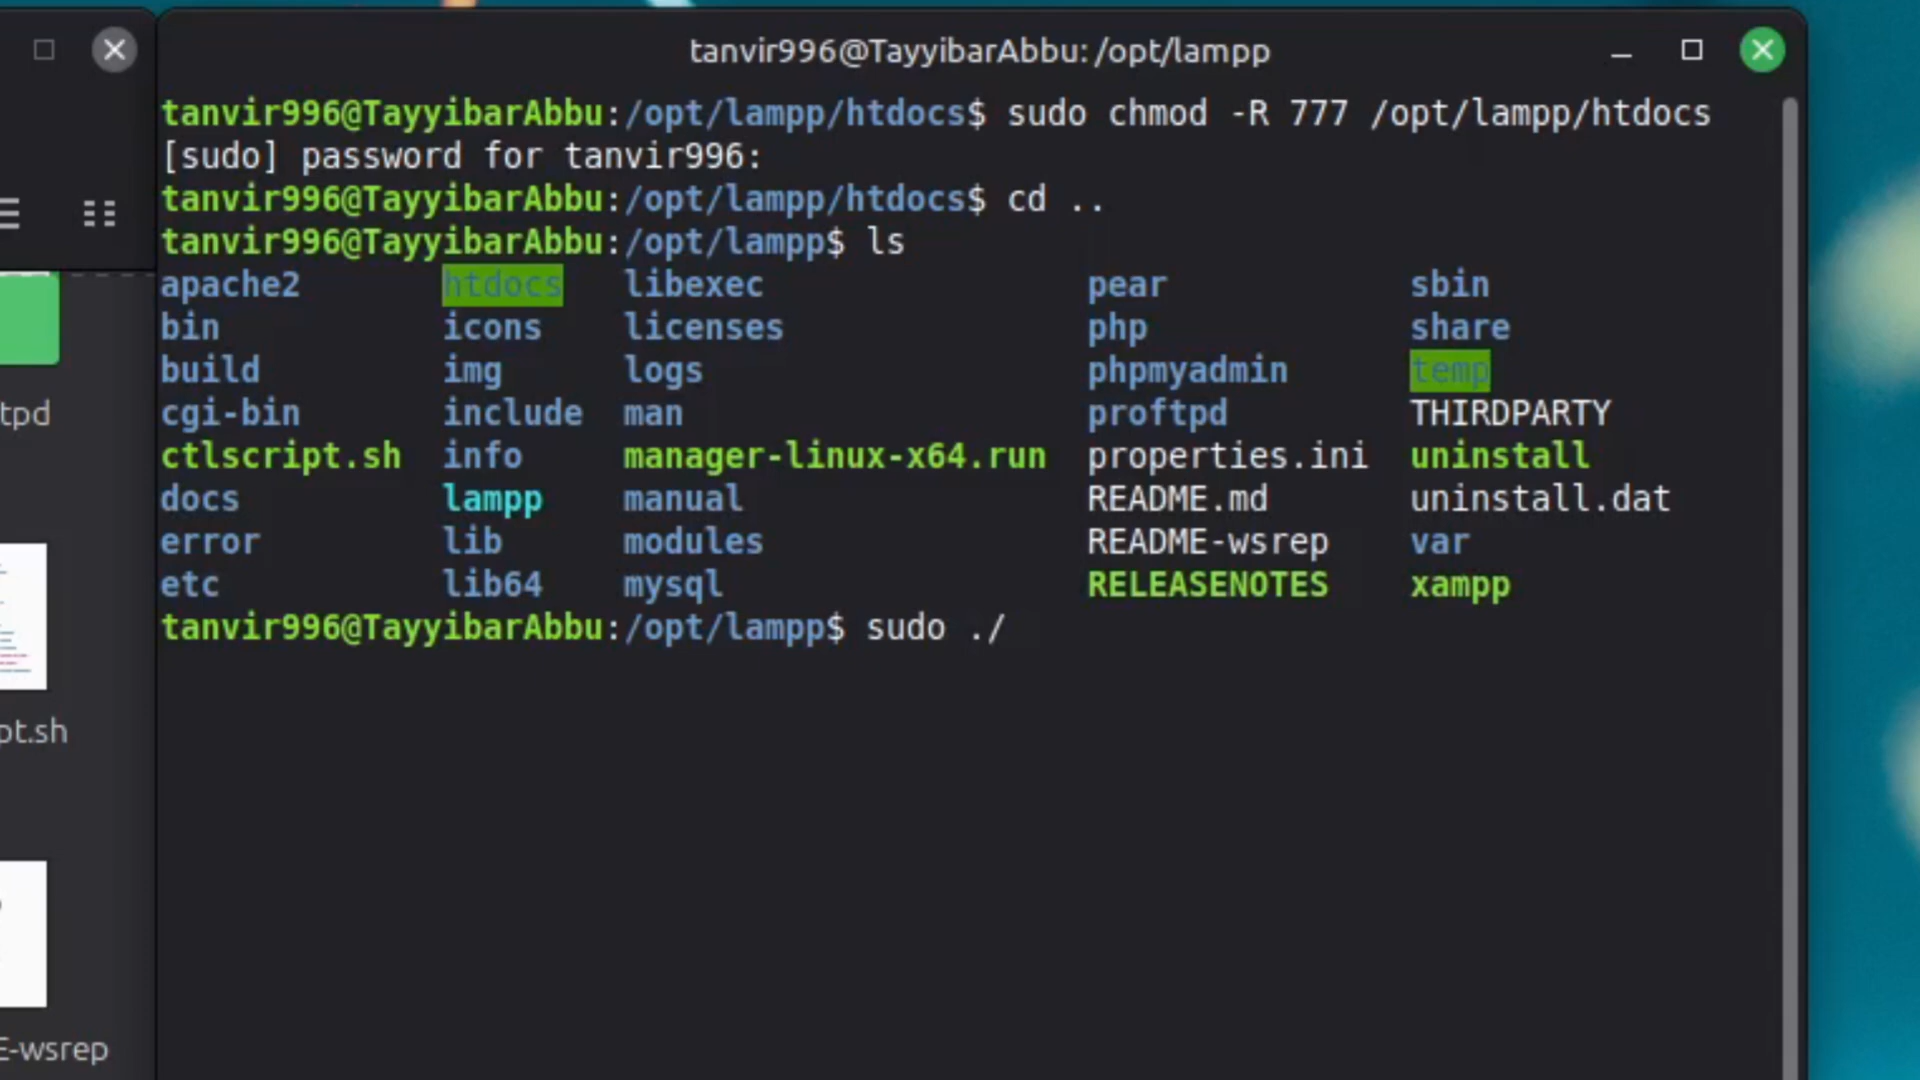 tanvir996@TayyibarAbbu: /opt/lampp
tanvir996@TayyibarAbbu:/opt/lampp/htdocs$ sudo chmod -R 777 /opt/lampp/htdocs
[sudo] password for tanvir996:
tanvir996@TayyibarAbbu:/opt/lampp/htdocs$ cd ..
tanvir996@TayyibarAbbu:/opt/lampp$ ls
apache2 htdocs libexec pear sbin
bin icons licenses php share
build img logs phpmyadmin temp
cgi-bin include man proftpd THIRDPARTY
ctlscript.sh info manager-linux-x64.run properties.ini uninstall
docs lampp manual README.md uninstall.dat
error lib modules README-wsrep var
etc lib64 mysql RELEASENOTES xampp
tanvir996@TayyibarAbbu:/opt/lampp$ sudo ./
tpd
pt.sh
E-wsrep